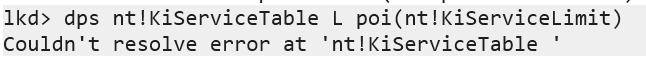 lkd> dps nt!KiServiceTable L poi(nt!KiServiceLimit)
Couldn't resolve error at 'nt!KiServiceTable '